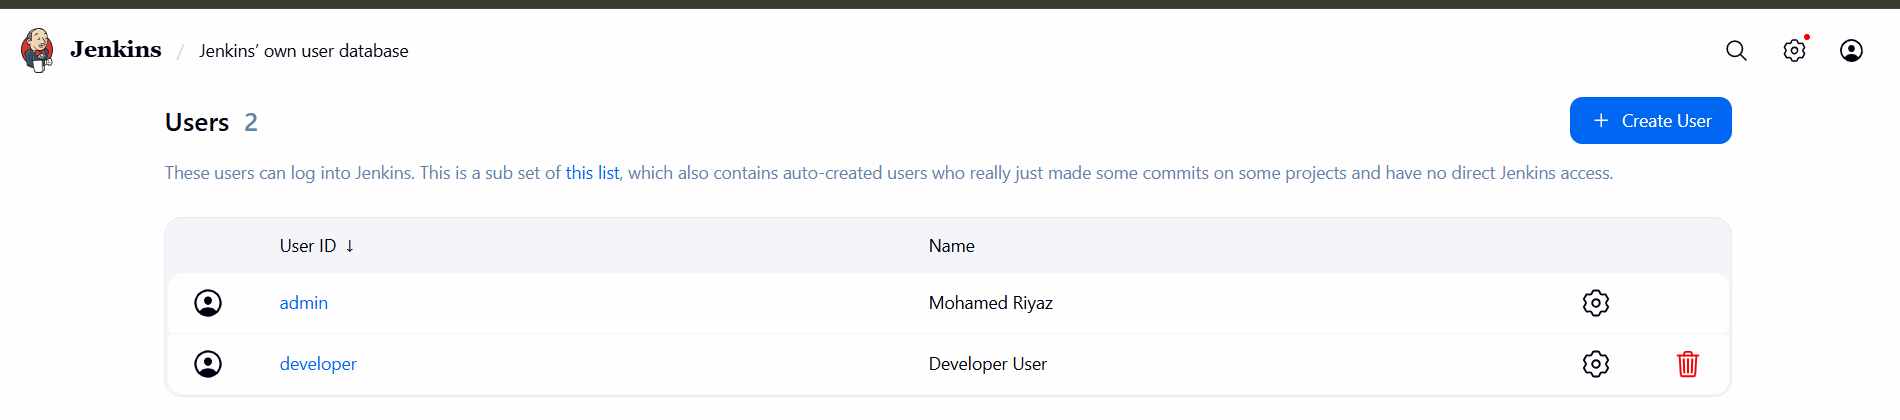 Jenkins / Jenkins’ own user database
Users 2
+ Create User
These users can log into Jenkins. This is a sub set of this list, which also contains auto-created users who really just made some commits on some projects and have no direct Jenkins access.
User ID ↓ Name
admin Mohamed Riyaz
developer Developer User